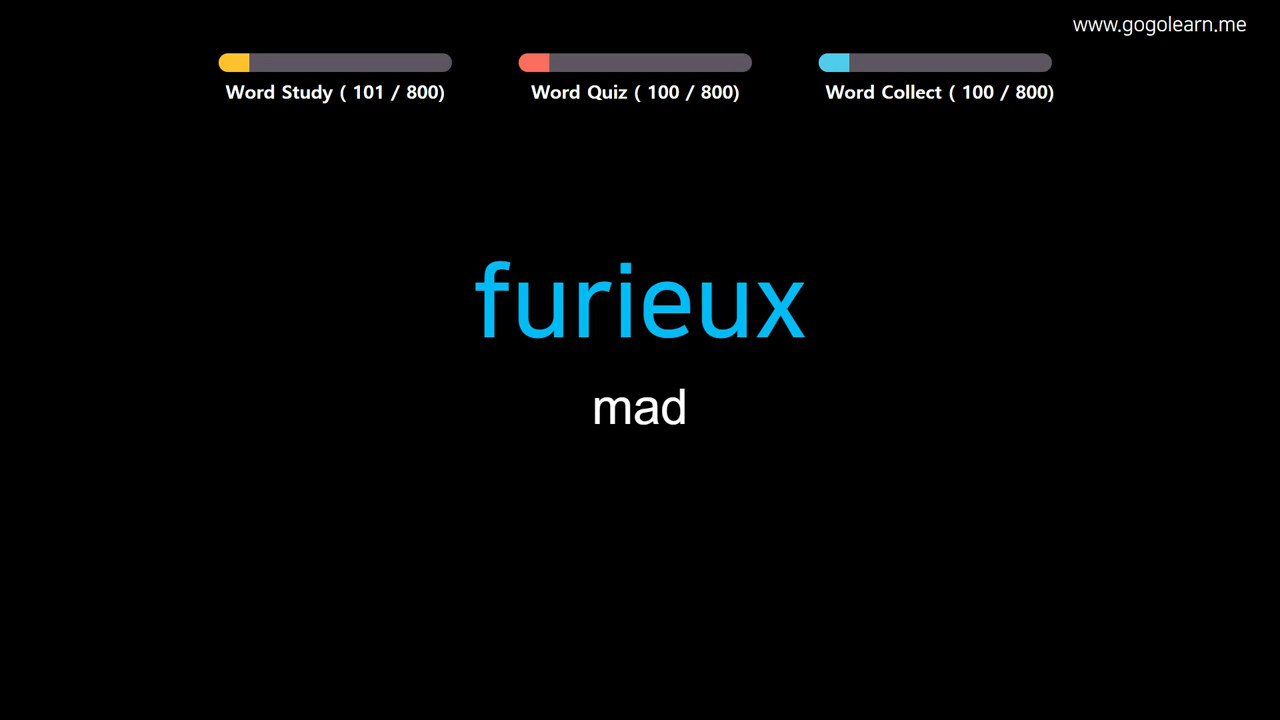 www.gogolearn.me
Word Study ( 101 / 800)
Word Quiz ( 100 / 800)
Word Collect ( 100 / 800)
furieux
mad